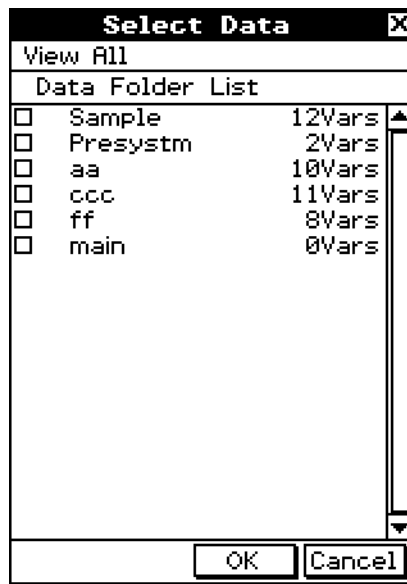 Select Data
View All
Data Folder List
Sample 12Vars
Presystm 2Vars
aa 10Vars
ccc 11Vars
ff 8Vars
main 0Vars
OK Cancel